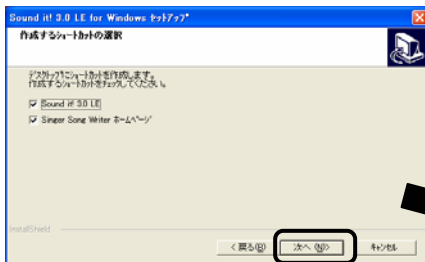 Sound it! 3.0 LE for Windows セットアップ
作成するショートカットの選択
デスクトップにショートカットを作成します。
作成するショートカットをチェックしてください。
Sound it! 3.0 LE
Singer Song Writer ホームページ
InstallShield
< 戻る(B)
次へ (N)>
キャンセル